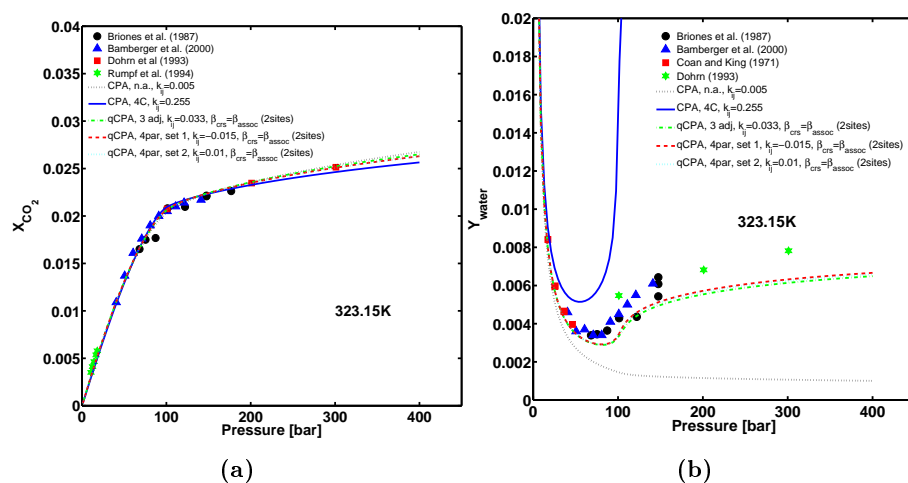 0.04
0.035
0.03
0.025
0.02
0.015
0.01
0.005
0
X_CO_2
Briones et al. (1987)
Bamberger et al. (2000)
Dohrn et al (1993)
Rumpf et al. (1994)
CPA, n.a., k_ij=0.005
CPA, 4C, k_ij=0.255
qCPA, 3 adj, k_ij=0.033, β_crs=β_assoc (2sites)
qCPA, 4par, set 1, k_ij=−0.015, β_crs=β_assoc (2sites)
qCPA, 4par, set 2, k_ij=0.01, β_crs=β_assoc (2sites)
323.15K
0 100 200 300 400
Pressure [bar]
(a)
0.02
0.018
0.016
0.014
0.012
0.01
0.008
0.006
0.004
0.002
0
Y_water
Briones et al. (1987)
Bamberger et al. (2000)
Coan and King (1971)
Dohrn (1993)
CPA, n.a., k_ij=0.005
CPA, 4C, k_ij=0.255
qCPA, 3 adj, k_ij=0.033, β_crs=β_assoc (2sites)
qCPA, 4par, set 1, k_ij=−0.015, β_crs=β_assoc (2sites)
qCPA, 4par, set 2, k_ij=0.01, β_crs=β_assoc (2sites)
323.15K
0 100 200 300 400
Pressure [bar]
(b)